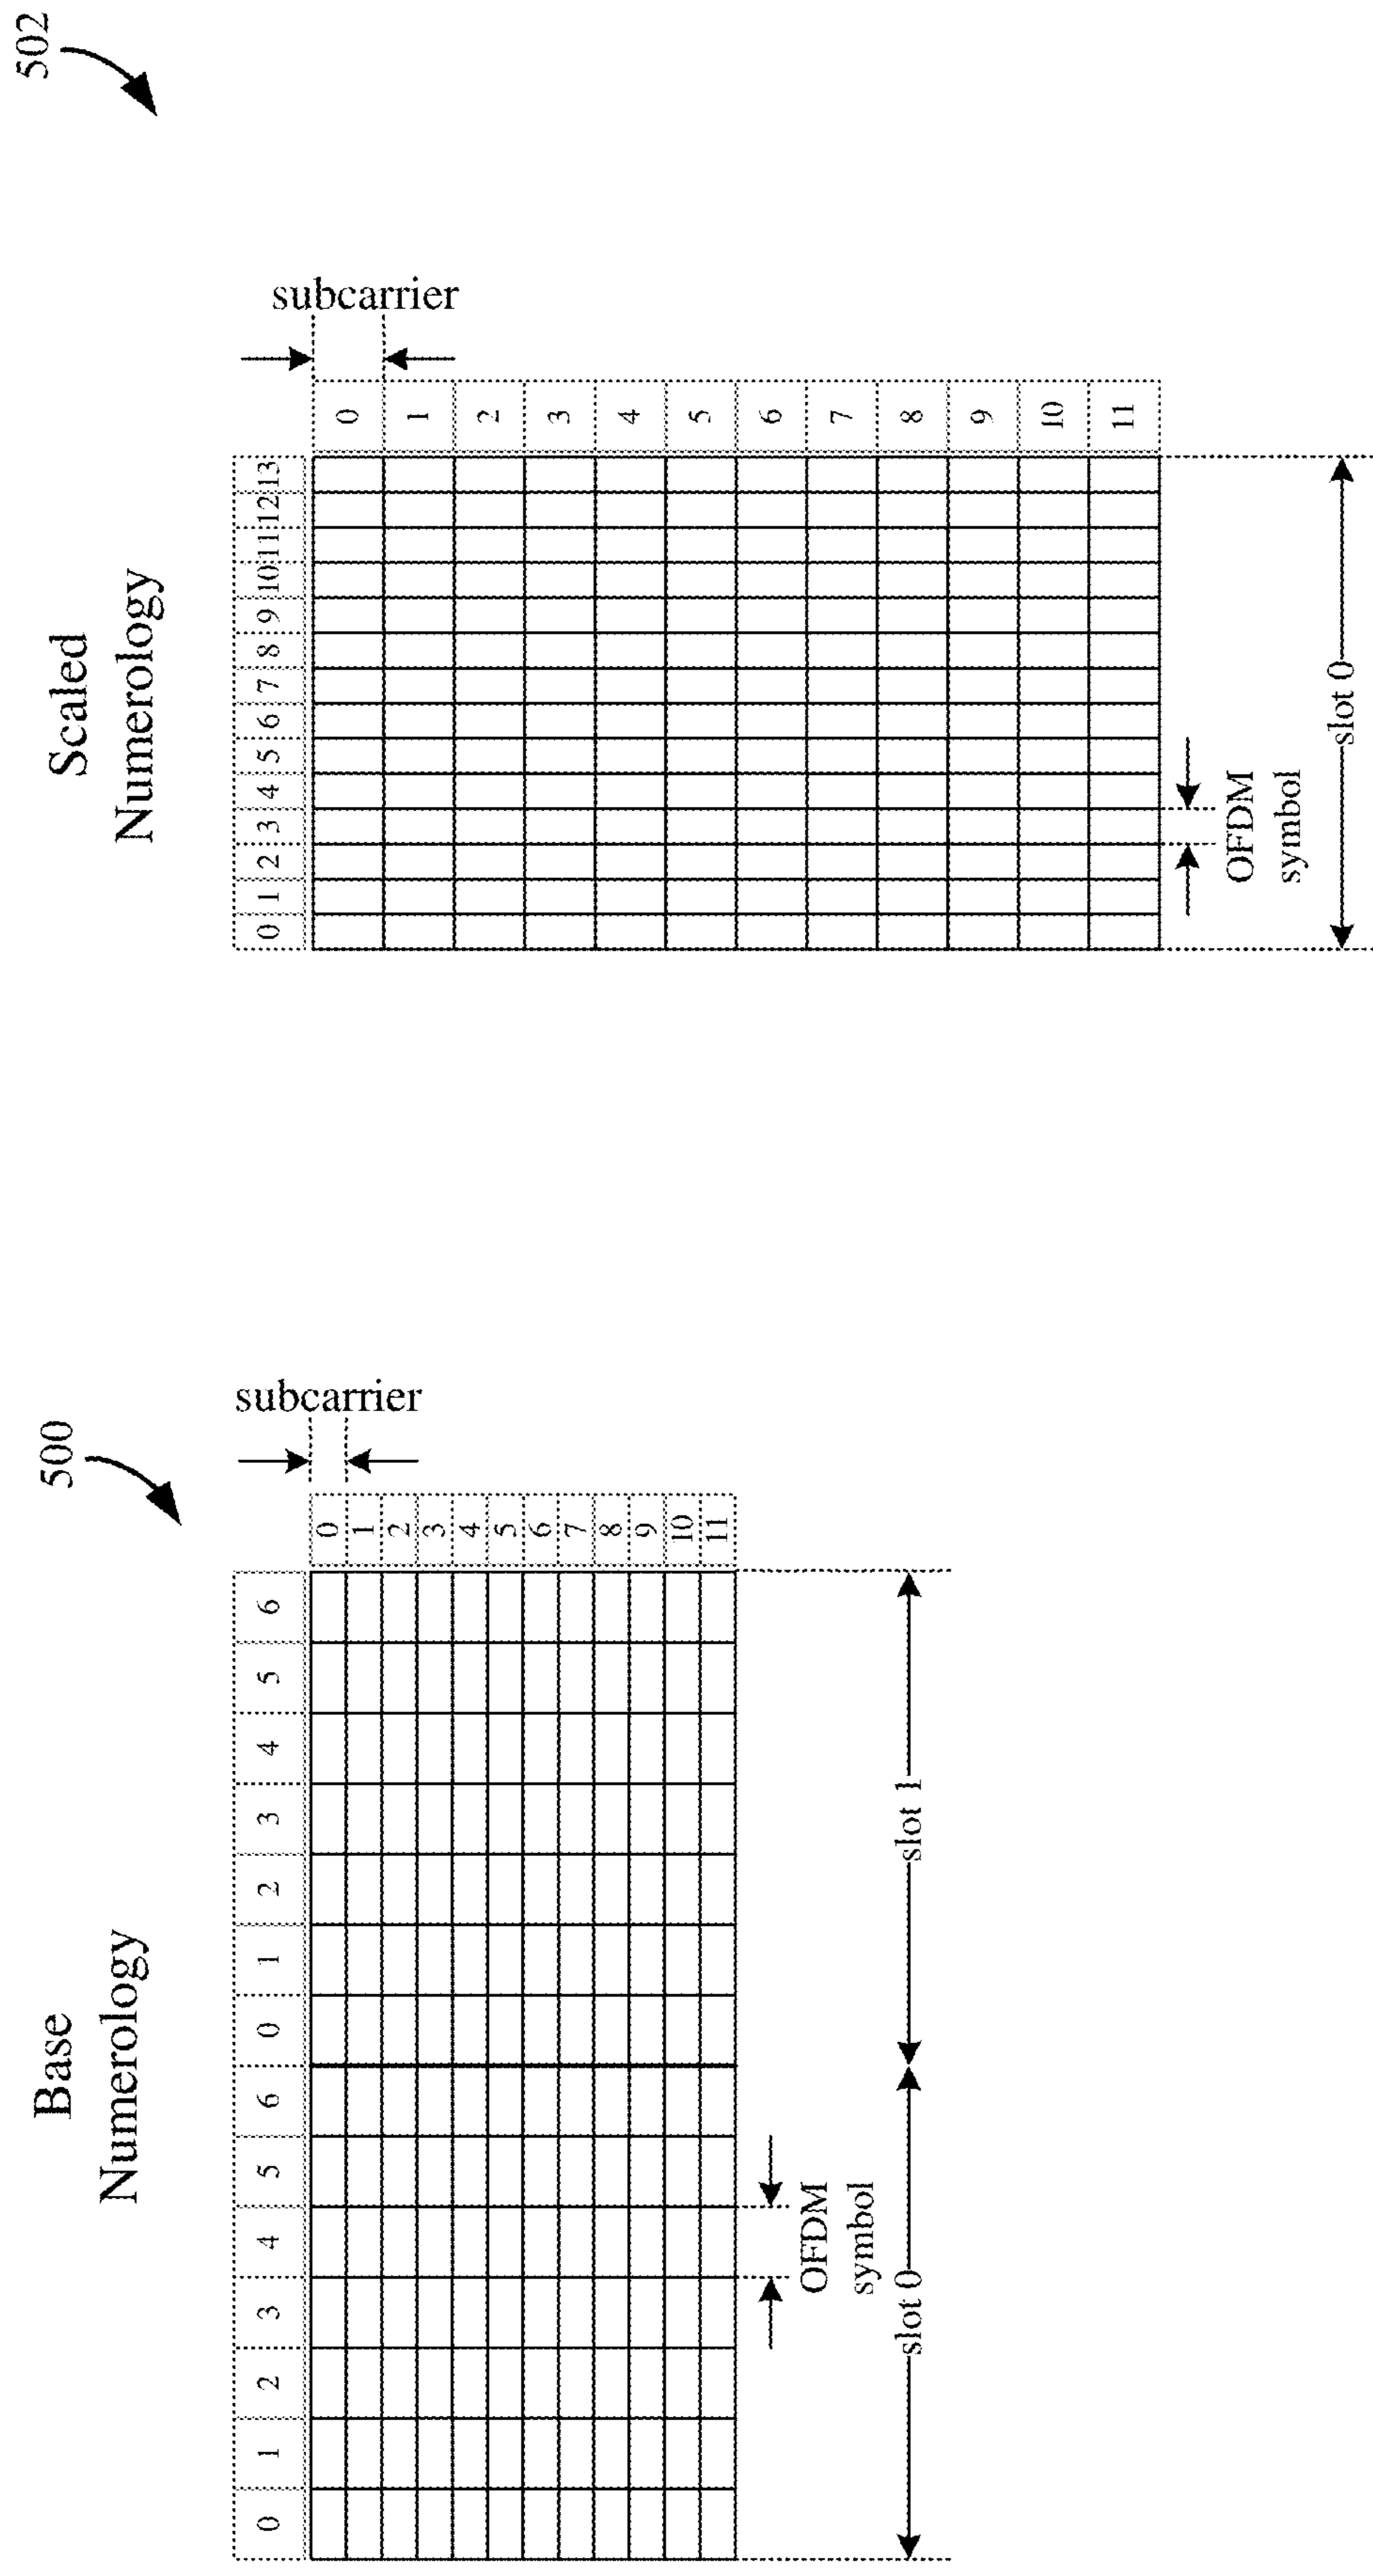 500
Base
Numerology
0 1 2 3 4 5 6 0 1 2 3 4 5 6
subcarrier
0
1
2
3
4
5
6
7
8
9
10
11
OFDM
symbol
slot 0
slot 1
502
Scaled
Numerology
0 1 2 3 4 5 6 7 8 9 10 11 12 13
subcarrier
0
1
2
3
4
5
6
7
8
9
10
11
OFDM
symbol
slot 0